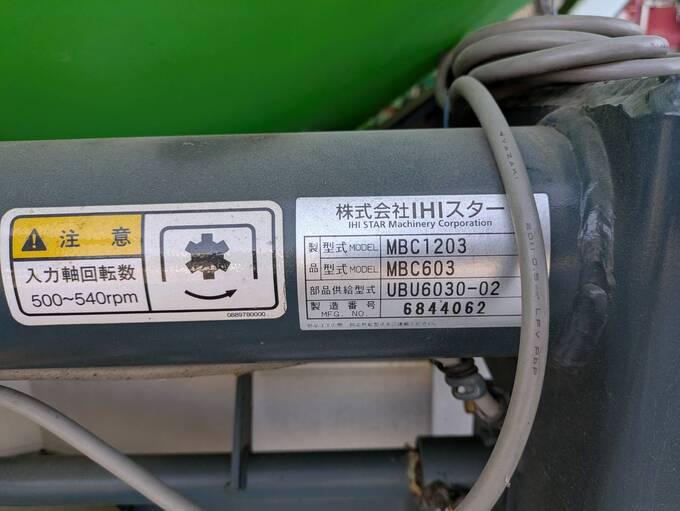 注意
入力軸回転数
500~540rpm
0889780000
株式会社IHIスター
IHI STAR Machinery Corporation
製型式 MODEL MBC1203
品型式 MODEL MBC603
部品供給型式 UBU6030-02
製造番号 MFG. NO. 6844062
YAZAKI